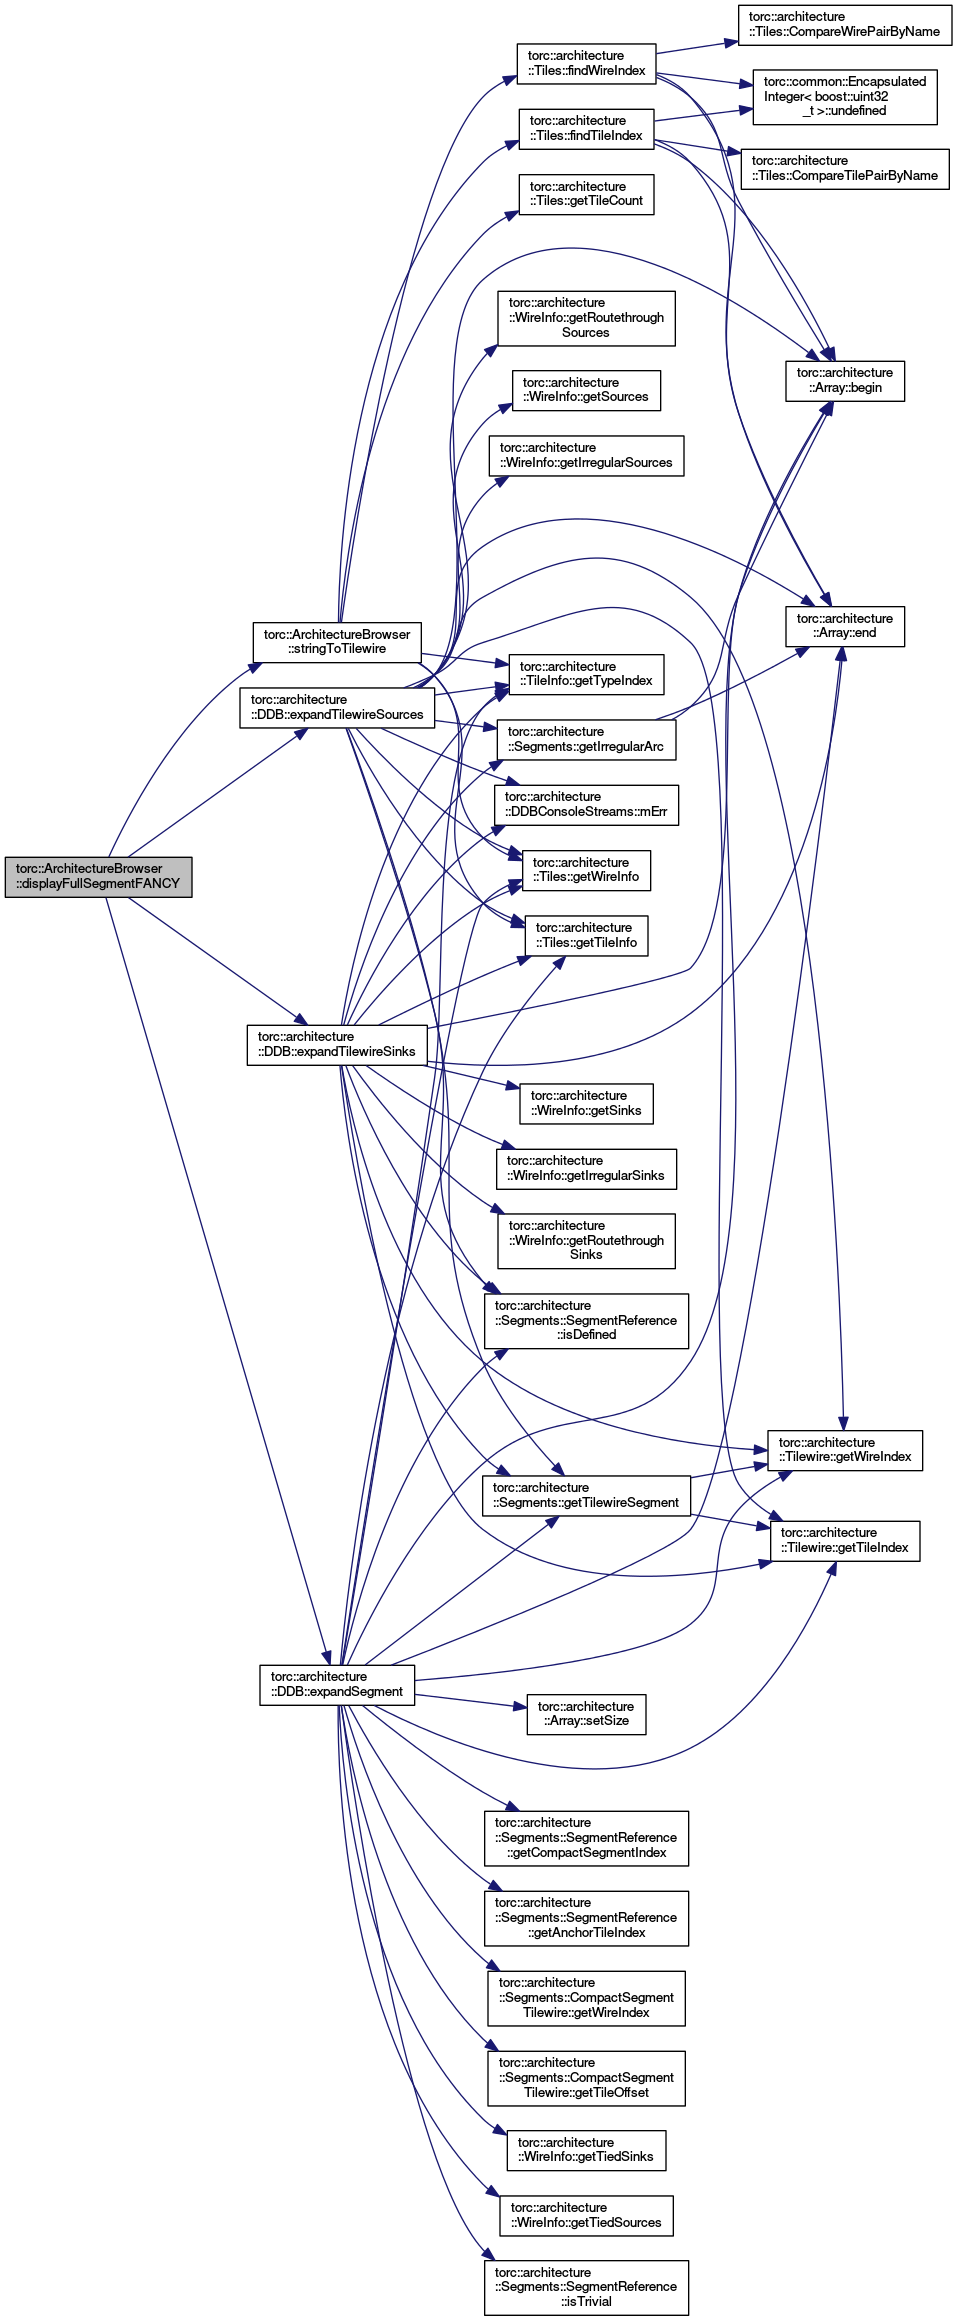 torc::architecture
::Tiles::CompareWirePairByName
torc::architecture
::Tiles::findWireIndex
torc::common::Encapsulated
Integer< boost::uint32
_t >::undefined
torc::architecture
::Tiles::findTileIndex
torc::architecture
::Tiles::CompareTilePairByName
torc::architecture
::Tiles::getTileCount
torc::architecture
::WireInfo::getRoutethrough
Sources
torc::architecture
::Array::begin
torc::architecture
::WireInfo::getSources
torc::architecture
::WireInfo::getIrregularSources
torc::architecture
::Array::end
torc::ArchitectureBrowser
::stringToTilewire
torc::architecture
::TileInfo::getTypeIndex
torc::architecture
::DDB::expandTilewireSources
torc::architecture
::Segments::getIrregularArc
torc::architecture
::DDBConsoleStreams::mErr
torc::architecture
::Tiles::getWireInfo
torc::ArchitectureBrowser
::displayFullSegmentFANCY
torc::architecture
::Tiles::getTileInfo
torc::architecture
::DDB::expandTilewireSinks
torc::architecture
::WireInfo::getSinks
torc::architecture
::WireInfo::getIrregularSinks
torc::architecture
::WireInfo::getRoutethrough
Sinks
torc::architecture
::Segments::SegmentReference
::isDefined
torc::architecture
::Tilewire::getWireIndex
torc::architecture
::Segments::getTilewireSegment
torc::architecture
::Tilewire::getTileIndex
torc::architecture
::DDB::expandSegment
torc::architecture
::Array::setSize
torc::architecture
::Segments::SegmentReference
::getCompactSegmentIndex
torc::architecture
::Segments::SegmentReference
::getAnchorTileIndex
torc::architecture
::Segments::CompactSegment
Tilewire::getWireIndex
torc::architecture
::Segments::CompactSegment
Tilewire::getTileOffset
torc::architecture
::WireInfo::getTiedSinks
torc::architecture
::WireInfo::getTiedSources
torc::architecture
::Segments::SegmentReference
::isTrivial